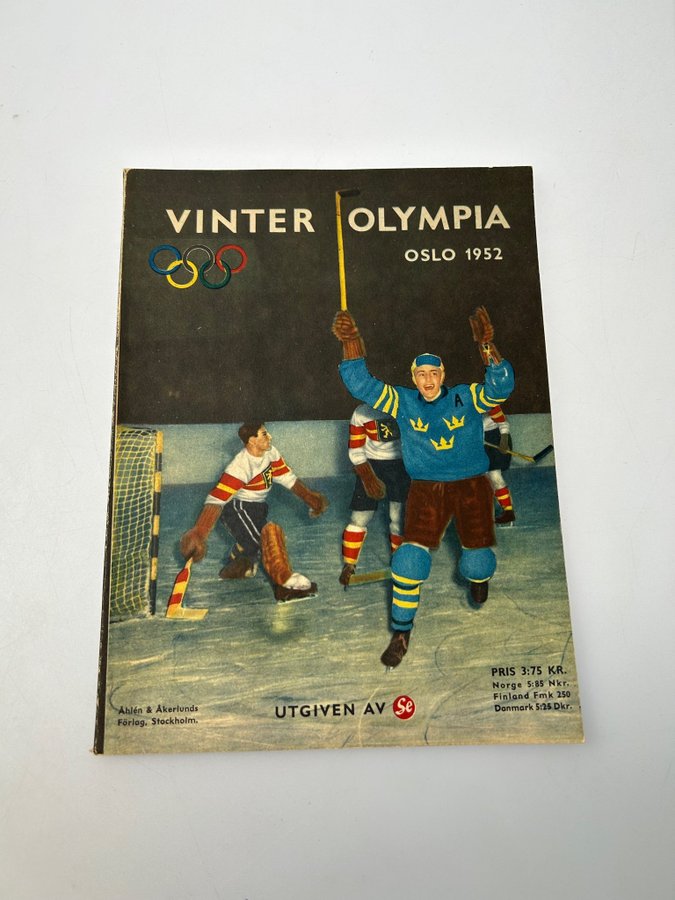 VINTER OLYMPIA
OSLO 1952
A
PRIS 3:75 KR.
Norge 5:85 Nkr.
Finland Fmk 250
Danmark 5:25 Dkr.
Åhlén & Åkerlunds
Förlag, Stockholm.
UTGIVEN AV Se